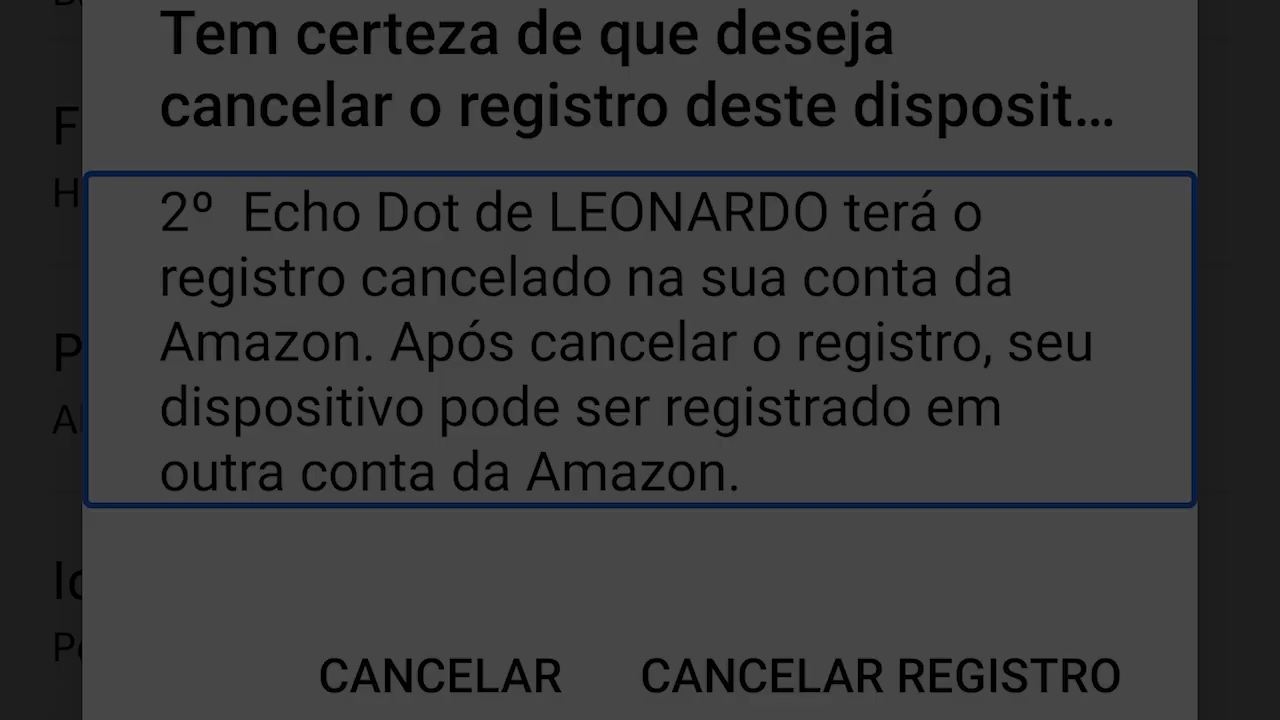 Tem certeza de que deseja
cancelar o registro deste disposit...
2º Echo Dot de LEONARDO terá o
registro cancelado na sua conta da
Amazon. Após cancelar o registro, seu
dispositivo pode ser registrado em
outra conta da Amazon.
CANCELAR CANCELAR REGISTRO